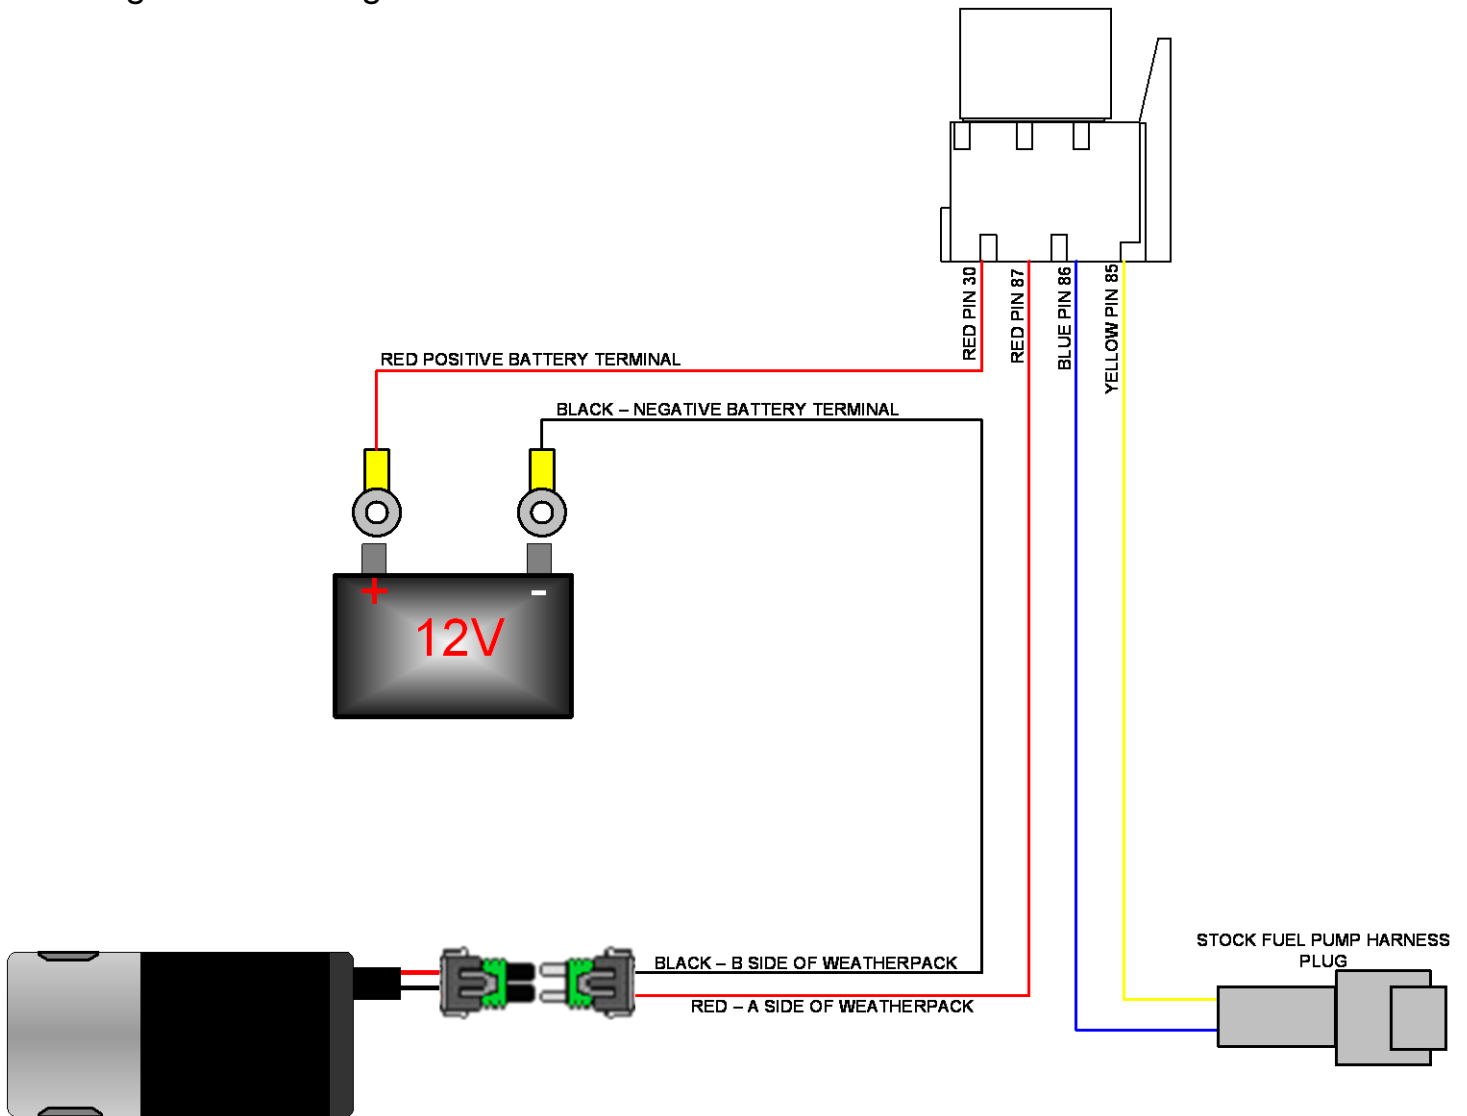 RED PIN 30
RED PIN 87
BLUE PIN 86
YELLOW PIN 85
RED POSITIVE BATTERY TERMINAL
BLACK – NEGATIVE BATTERY TERMINAL
+
-
12V
STOCK FUEL PUMP HARNESS
PLUG
BLACK – B SIDE OF WEATHERPACK
RED – A SIDE OF WEATHERPACK